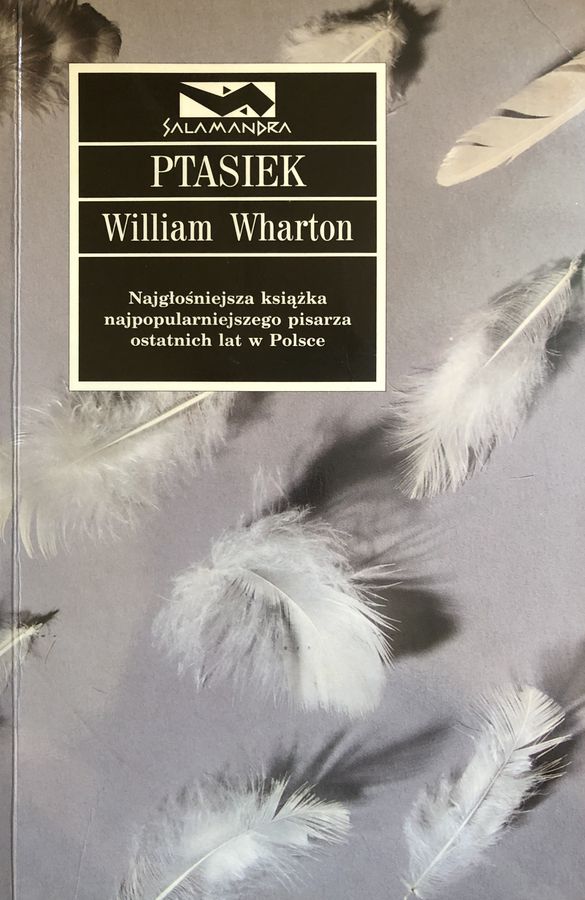 SALAMANDRA
PTASIEK
William Wharton
Najgłośniejsza książka
najpopularniejszego pisarza
ostatnich lat w Polsce